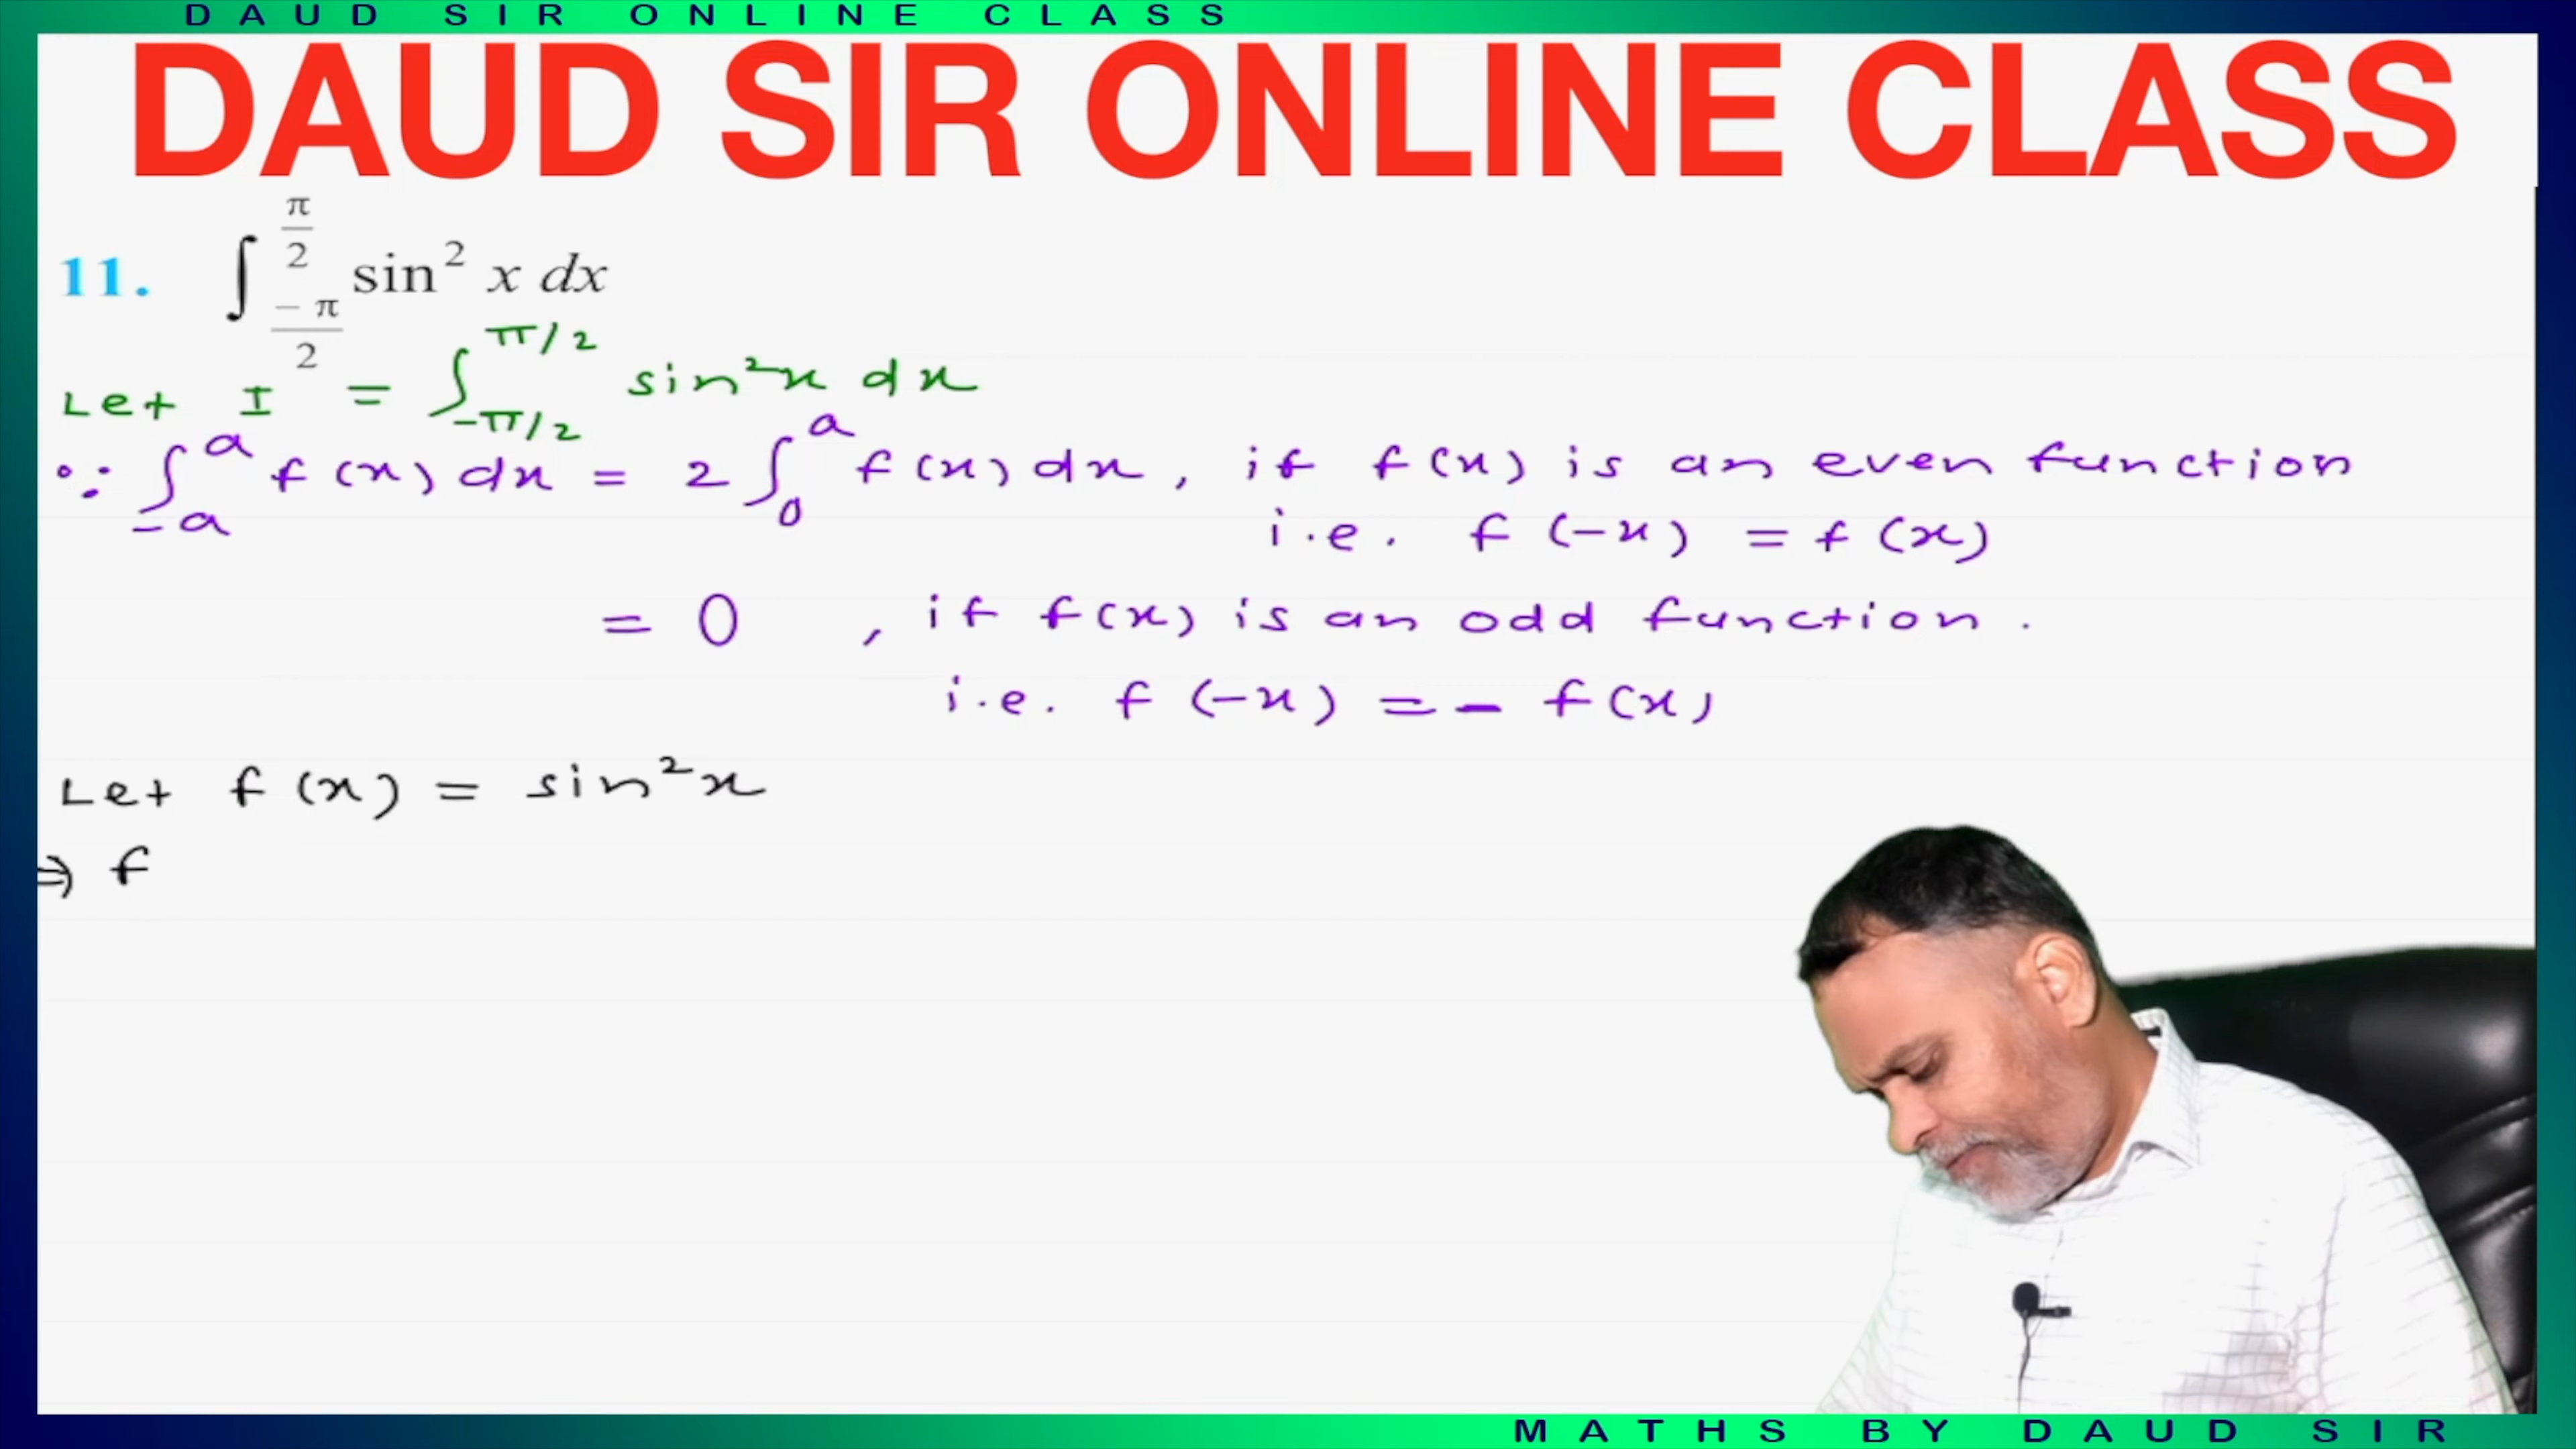 DAUD SIR ONLINE CLASS
DAUD SIR ONLINE CLASS
11. ∫_{-π/2}^{π/2} sin² x dx
Let I = ∫_{-π/2}^{π/2} sin²x dx
∵ ∫_{-a}^{a} f(x) dx = 2 ∫_{0}^{a} f(x) dx, if f(x) is an even function
i.e. f(-x) = f(x)
= 0 , if f(x) is an odd function.
i.e. f(-x) = - f(x)
Let f(x) = sin²x
⇒ f
MATHS BY DAUD SIR